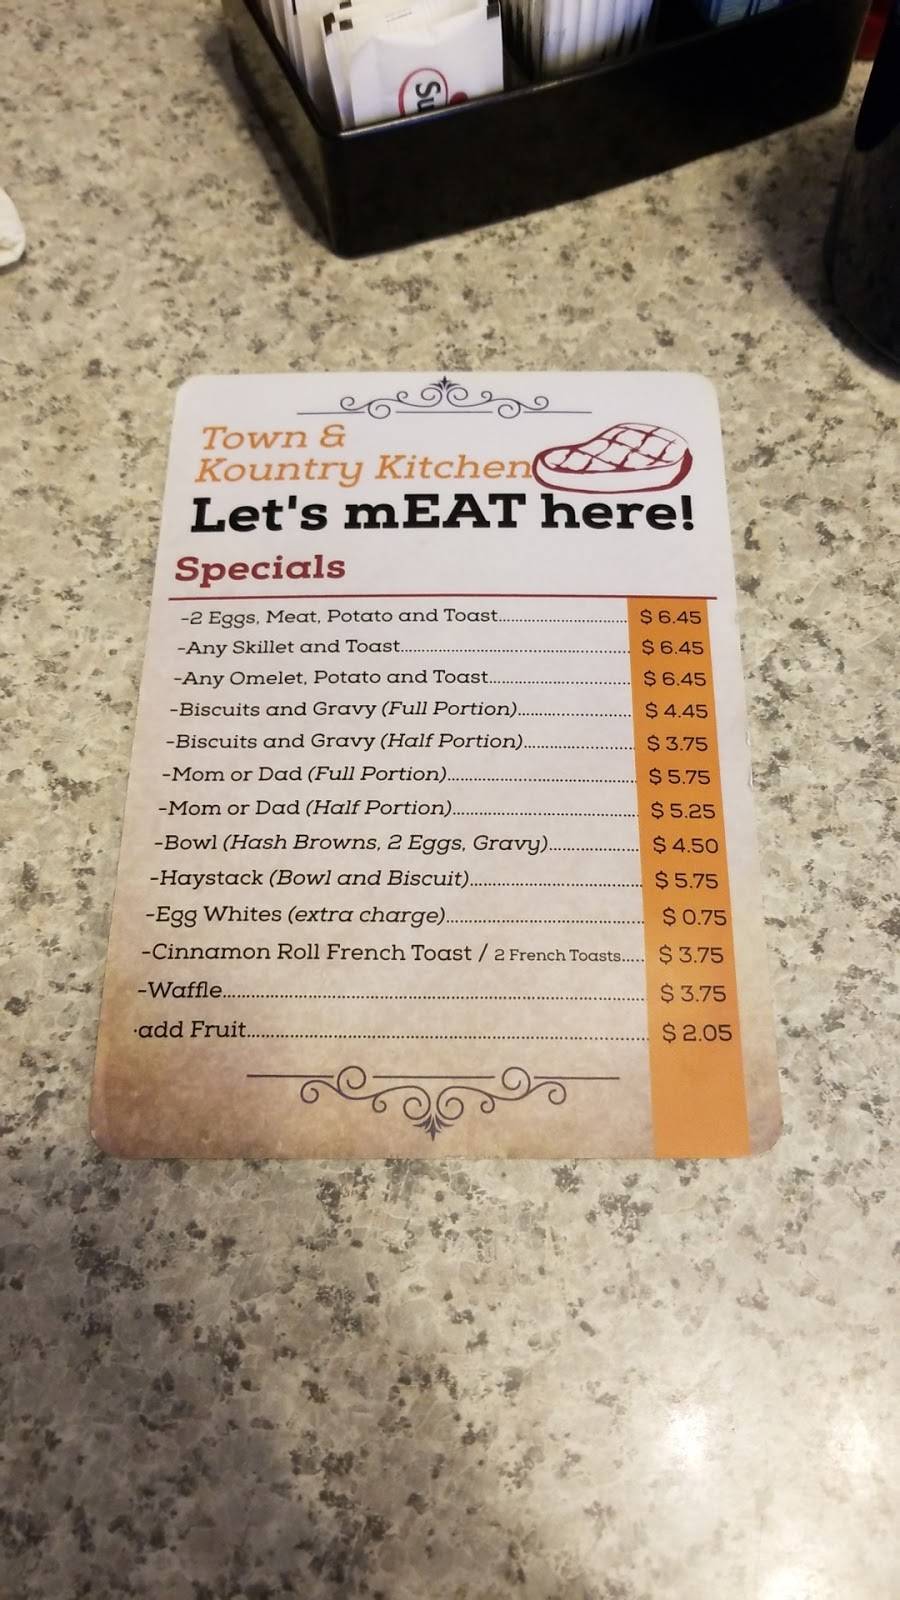 Su
Town &
Kountry Kitchen
Let's mEAT here!
Specials
-2 Eggs, Meat, Potato and Toast............................. $ 6.45
-Any Skillet and Toast.................................................... $ 6.45
-Any Omelet, Potato and Toast................................ $ 6.45
-Biscuits and Gravy (Full Portion)......................... $ 4.45
-Biscuits and Gravy (Half Portion)........................ $ 3.75
-Mom or Dad (Full Portion)......................................... $ 5.75
-Mom or Dad (Half Portion)........................................ $ 5.25
-Bowl (Hash Browns, 2 Eggs, Gravy)................... $ 4.50
-Haystack (Bowl and Biscuit)..................................... $ 5.75
-Egg Whites (extra charge)......................................... $ 0.75
-Cinnamon Roll French Toast / 2 French Toasts..... $ 3.75
-Waffle........................................................................................ $ 3.75
·add Fruit................................................................................... $ 2.05